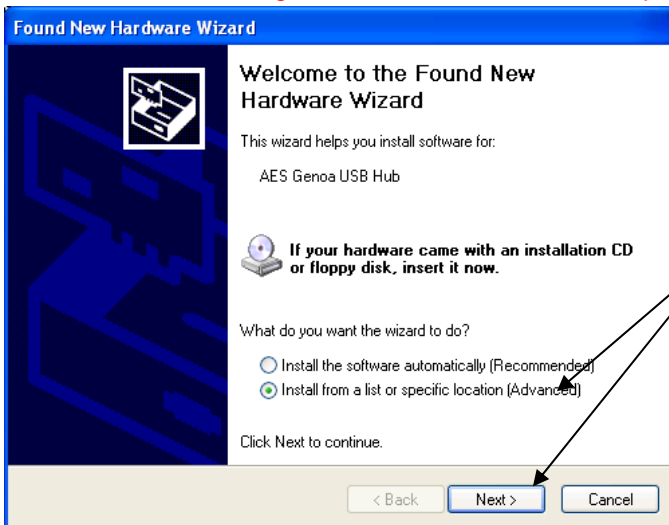 Found New Hardware Wizard
Welcome to the Found New
Hardware Wizard
This wizard helps you install software for:
AES Genoa USB Hub
If your hardware came with an installation CD
or floppy disk, insert it now.
What do you want the wizard to do?
Install the software automatically (Recommended)
Install from a list or specific location (Advanced)
Click Next to continue.
< Back Next > Cancel